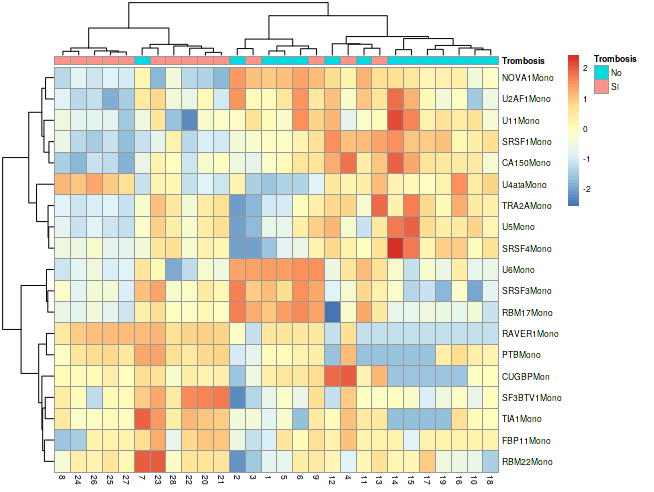 Trombosis
NOVA1Mono
U2AF1Mono
U11Mono
SRSF1Mono
CA150Mono
U4ataMono
TRA2AMono
U5Mono
SRSF4Mono
U6Mono
SRSF3Mono
RBM17Mono
RAVER1Mono
PTBMono
CUGBPMon
SF3BTV1Mono
TIA1Mono
FBP11Mono
RBM22Mono
8 24 26 25 27 7 23 28 22 20 21 2 3 1 5 6 9 12 4 11 13 14 15 17 19 16 10 18
2
1
0
-1
-2
Trombosis
No
SI